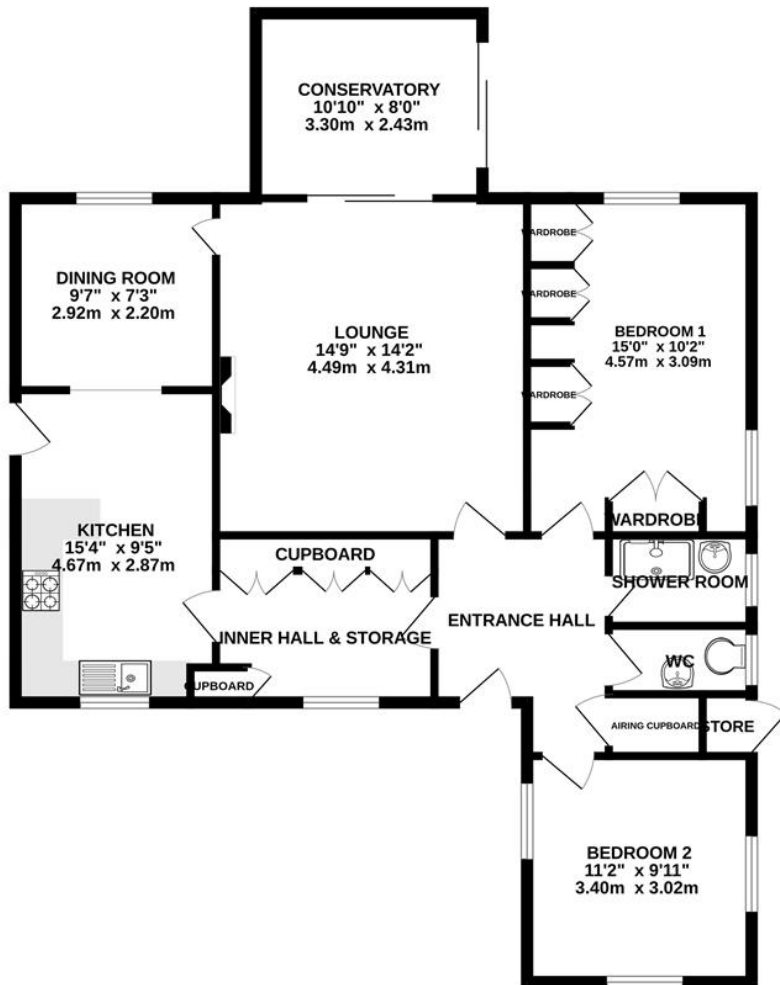 CONSERVATORY
10'10" x 8'0"
3.30m x 2.43m
DINING ROOM
9'7" x 7'3"
2.92m x 2.20m
LOUNGE
14'9" x 14'2"
4.49m x 4.31m
WARDROBE
WARDROBE
WARDROBE
BEDROOM 1
15'0" x 10'2"
4.57m x 3.09m
WARDROBE
KITCHEN
15'4" x 9'5"
4.67m x 2.87m
CUPBOARD
INNER HALL & STORAGE
CUPBOARD
ENTRANCE HALL
SHOWER ROOM
WC
AIRING CUPBOARD
STORE
BEDROOM 2
11'2" x 9'11"
3.40m x 3.02m